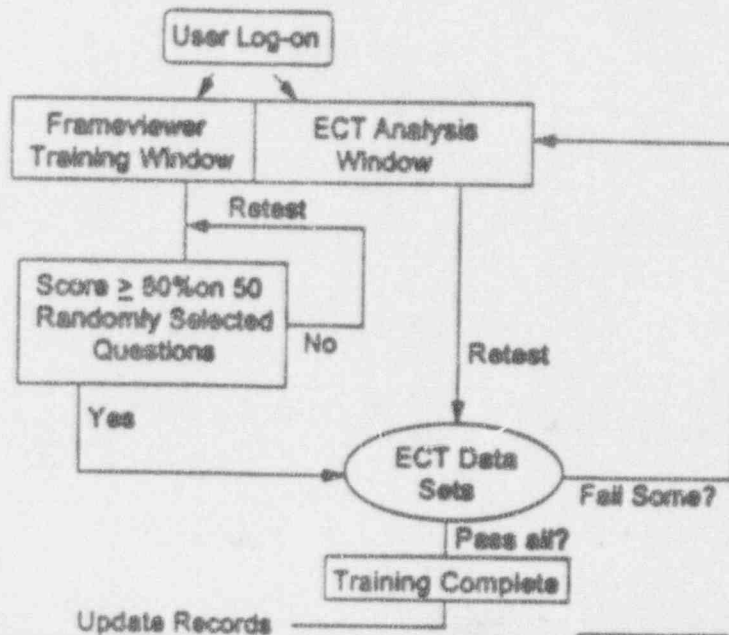 User Log-on
Frameviewer
Training Window
ECT Analysis
Window
Retest
Score ≥ 80% on 50
Randomly Selected
Questions
No
Retest
Yes
ECT Data
Sets
Fail Some?
Pass all?
Training Complete
Update Records